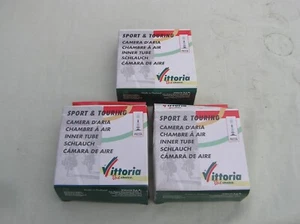 SPORT & TOURING
CAMERA D'ARIA
CHAMBRE À AIR
INNER TUBE
SCHLAUCH
CÁMARA DE AIRE
Vittoria
SPORT & TOURING
CAMERA D'ARIA
CHAMBRE À AIR
INNER TUBE
SCHLAUCH
CÁMARA DE AIRE
Vittoria
SPORT & TOURING
CAMERA D'ARIA
CHAMBRE À AIR
INNER TUBE
SCHLAUCH
CÁMARA DE AIRE
Vittoria